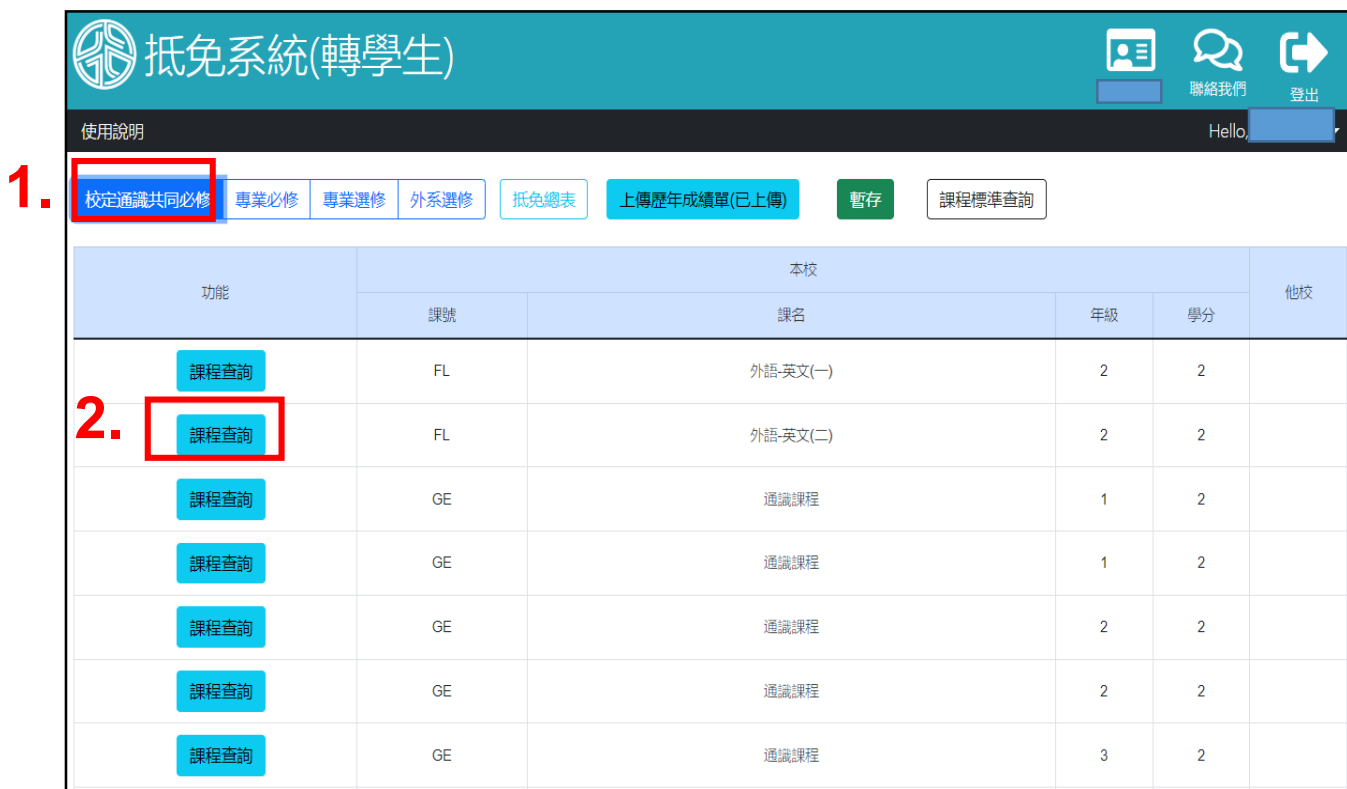 抵免系統(轉學生)
聯絡我們
登出
使用說明
Hello,
1.
校定通識共同必修 專業必修 專業選修 外系選修 抵免總表 上傳歷年成績單(已上傳) 暫存 課程標準查詢
功能 本校 他校
課號 課名 年級 學分
課程查詢 FL 外語-英文(一) 2 2
2.
課程查詢 FL 外語-英文(二) 2 2
課程查詢 GE 通識課程 1 2
課程查詢 GE 通識課程 1 2
課程查詢 GE 通識課程 2 2
課程查詢 GE 通識課程 2 2
課程查詢 GE 通識課程 3 2